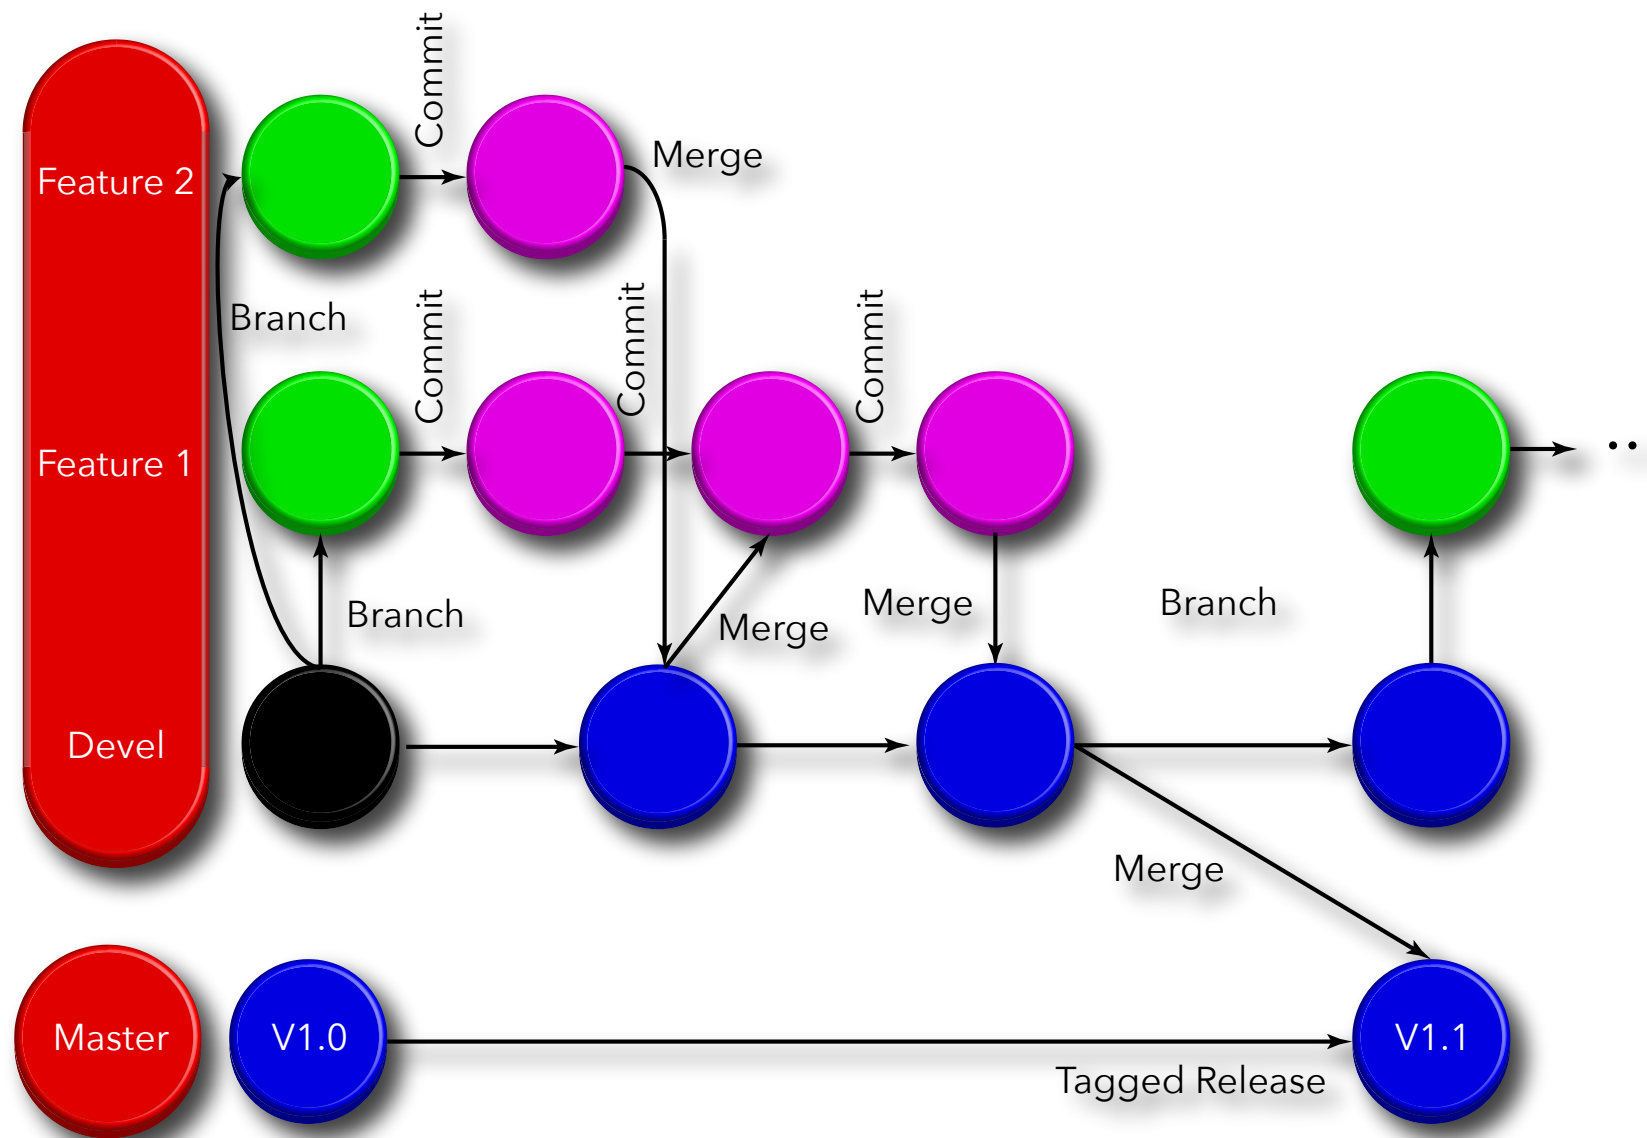 Commit
Merge
Feature 2
Branch
Commit
Commit
Commit
Feature 1
..
Branch
Merge
Merge
Branch
Devel
Merge
Master
V1.0
V1.1
Tagged Release